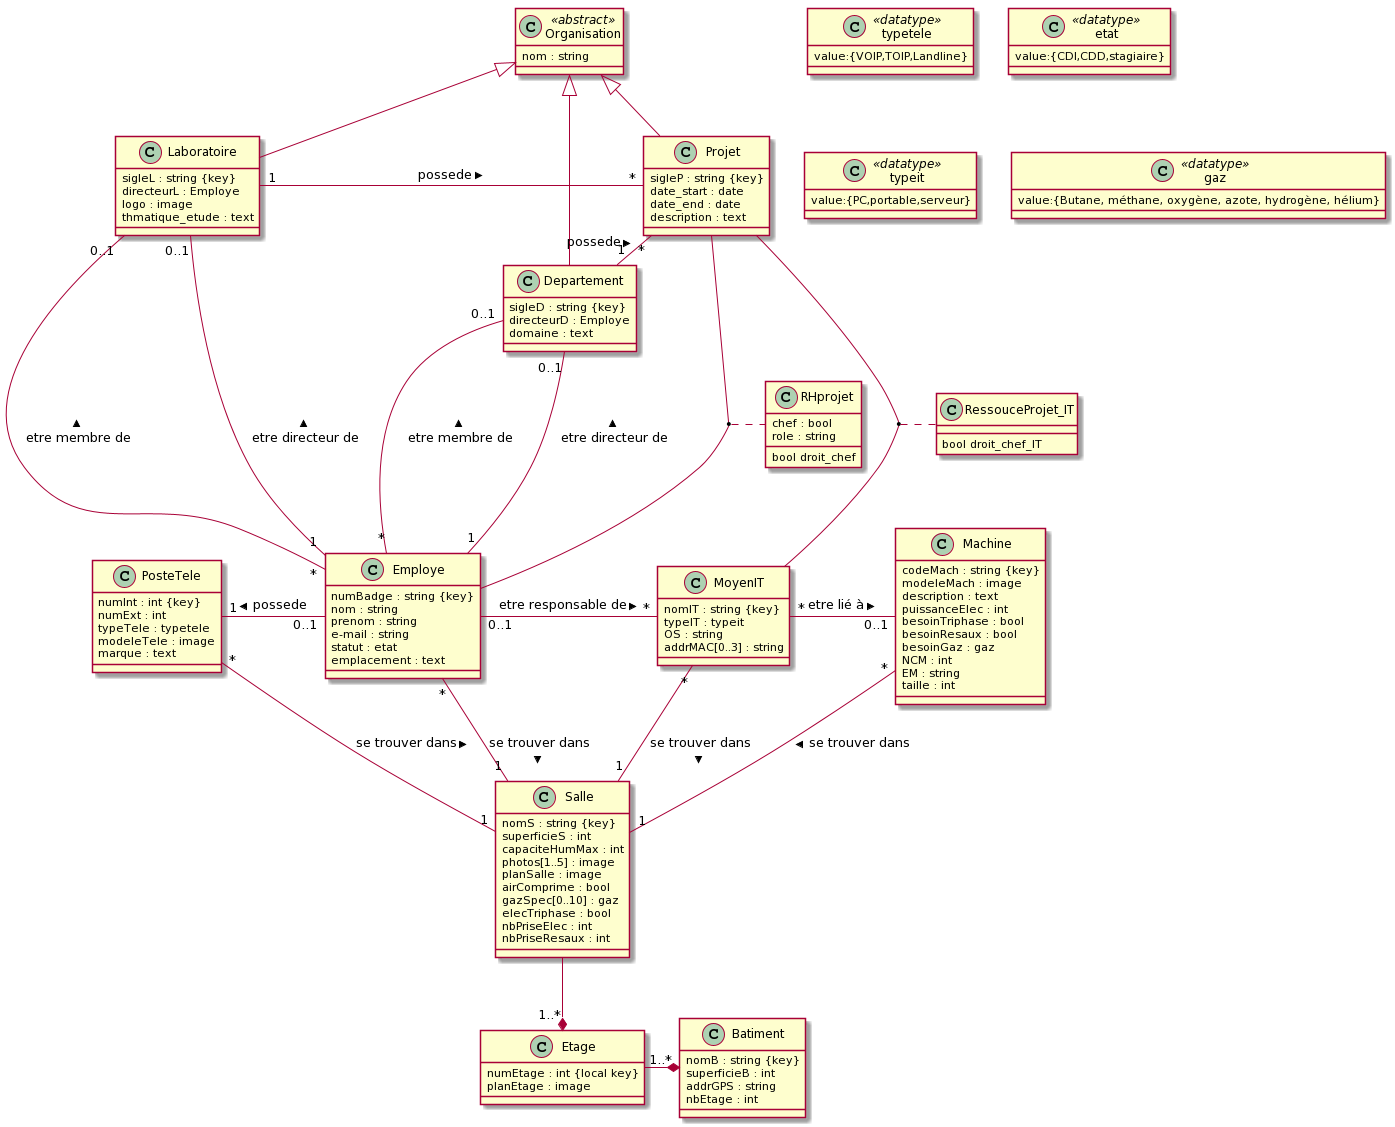 «abstract»
Organisation
nom : string
«datatype»
typetele
value:{VOIP,TOIP,Landline}
«datatype»
etat
value:{CDI,CDD,stagiaire}
Laboratoire
sigleL : string {key}
directeurL : Employe
logo : image
thmatique_etude : text
1
possede
*
Projet
sigleP : string {key}
date_start : date
date_end : date
description : text
«datatype»
typeit
value:{PC,portable,serveur}
«datatype»
gaz
value:{Butane, méthane, oxygène, azote, hydrogène, hélium}
0..1
0..1
possede
1
*
Departement
sigleD : string {key}
directeurD : Employe
domaine : text
0..1
0..1
RHprojet
chef : bool
role : string
bool droit_chef
RessouceProjet_IT
bool droit_chef_IT
etre membre de
etre directeur de
etre membre de
etre directeur de
1
*
*
1
PosteTele
numInt : int {key}
numExt : int
typeTele : typetele
modeleTele : image
marque : text
1
possede
0..1
Employe
numBadge : string {key}
nom : string
prenom : string
e-mail : string
statut : etat
emplacement : text
etre responsable de
0..1
*
MoyenIT
nomIT : string {key}
typeIT : typeit
OS : string
addrMAC[0..3] : string
*
etre lié à
0..1
Machine
codeMach : string {key}
modeleMach : image
description : text
puissanceElec : int
besoinTriphase : bool
besoinResaux : bool
besoinGaz : gaz
NCM : int
EM : string
taille : int
*
*
*
*
se trouver dans
se trouver dans
se trouver dans
se trouver dans
1
1
1
1
Salle
nomS : string {key}
superficieS : int
capaciteHumMax : int
photos[1..5] : image
planSalle : image
airComprime : bool
gazSpec[0..10] : gaz
elecTriphase : bool
nbPriseElec : int
nbPriseResaux : int
1..*
Etage
numEtage : int {local key}
planEtage : image
1..*
Batiment
nomB : string {key}
superficieB : int
addrGPS : string
nbEtage : int